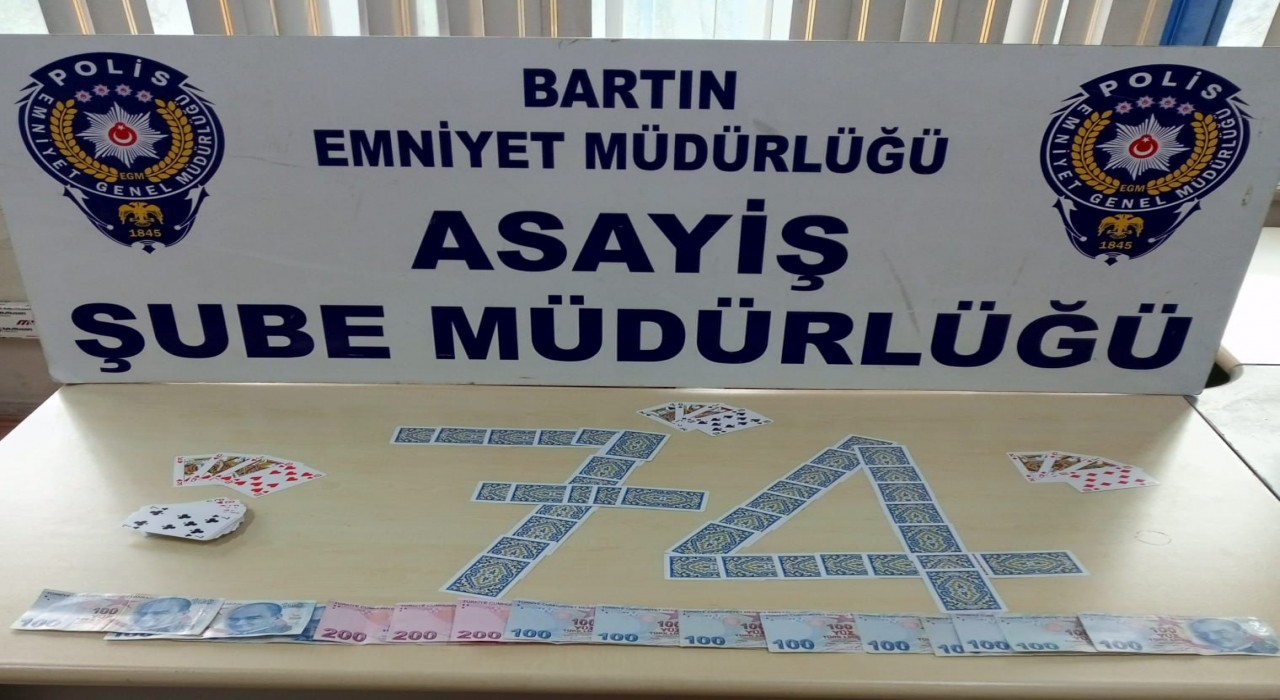 POLİS
EMNİYET GENEL MÜDÜRLÜĞÜ
EGM
1845
BARTIN
EMNİYET MÜDÜRLÜĞÜ
ASAYİŞ
ŞUBE MÜDÜRLÜĞÜ
POLİS
EMNİYET GENEL MÜDÜRLÜĞÜ
EGM
1845
74
100 100 200 200 200 100 100 100 100 100 100 100 100